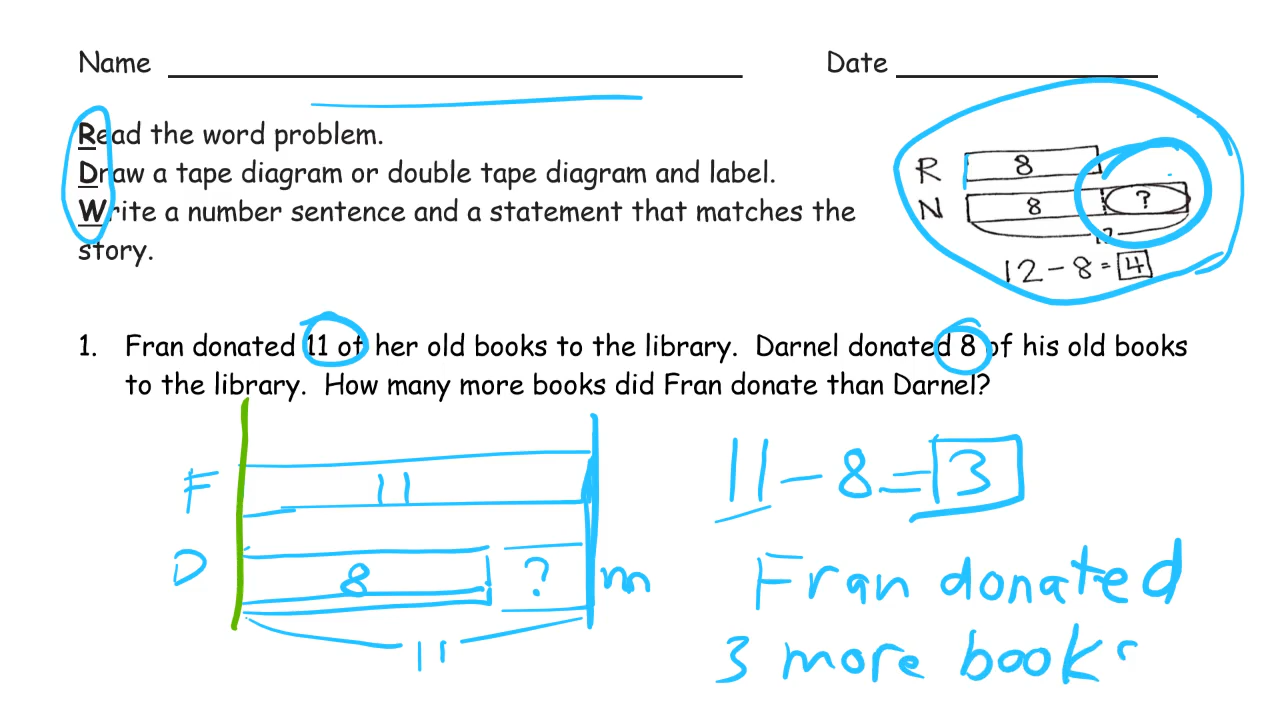 Name Date
Read the word problem.
Draw a tape diagram or double tape diagram and label.
Write a number sentence and a statement that matches the
story.
R 8
N 8 ?
12
12 - 8 = 4
1. Fran donated 11 of her old books to the library. Darnel donated 8 of his old books
to the library. How many more books did Fran donate than Darnel?
F 11
D 8 ? m
11
11 - 8 = 3
Fran donated
3 more book